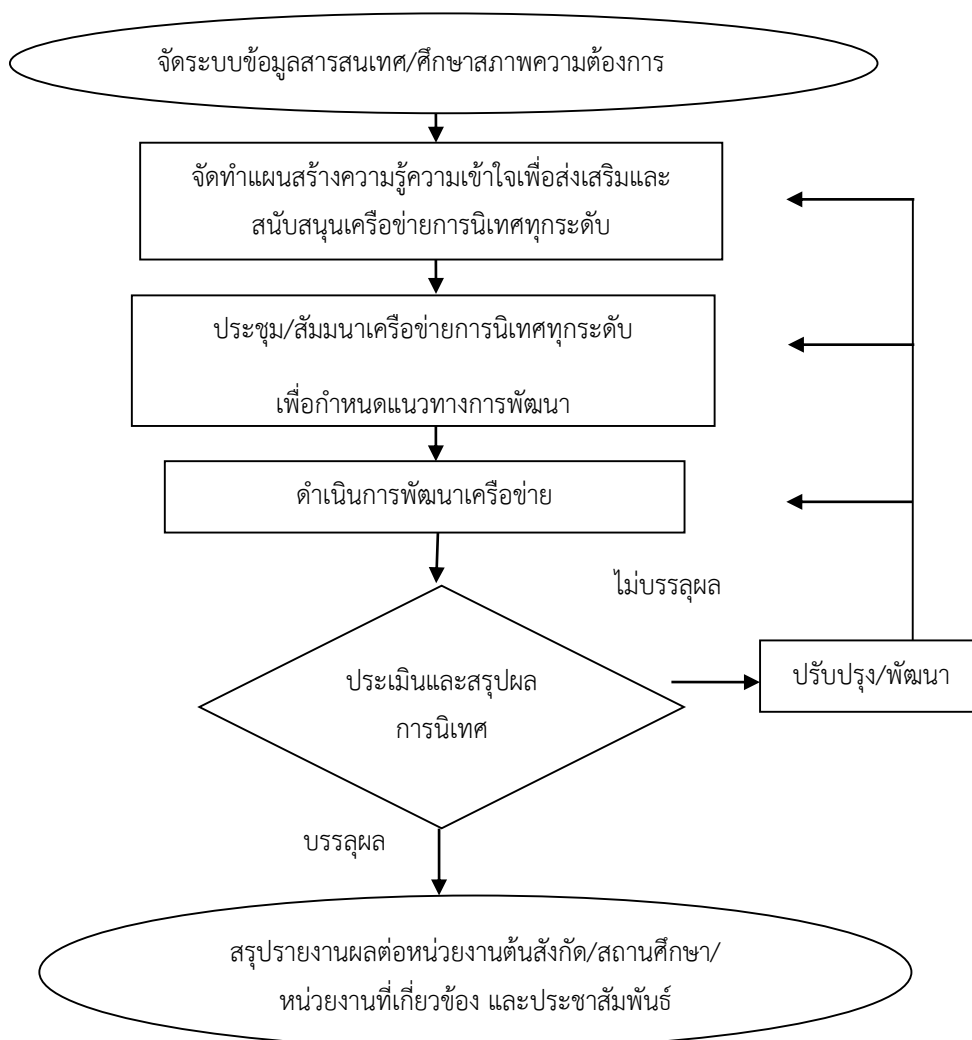 จัดระบบข้อมูลสารสนเทศ/ศึกษาสภาพความต้องการ
จัดทำแผนสร้างความรู้ความเข้าใจเพื่อส่งเสริมและ
สนับสนุนเครือข่ายการนิเทศทุกระดับ
ประชุม/สัมมนาเครือข่ายการนิเทศทุกระดับ
เพื่อกำหนดแนวทางการพัฒนา
ดำเนินการพัฒนาเครือข่าย
ไม่บรรลุผล
ประเมินและสรุปผล
การนิเทศ
ปรับปรุง/พัฒนา
บรรลุผล
สรุปรายงานผลต่อหน่วยงานต้นสังกัด/สถานศึกษา/
หน่วยงานที่เกี่ยวข้อง และประชาสัมพันธ์